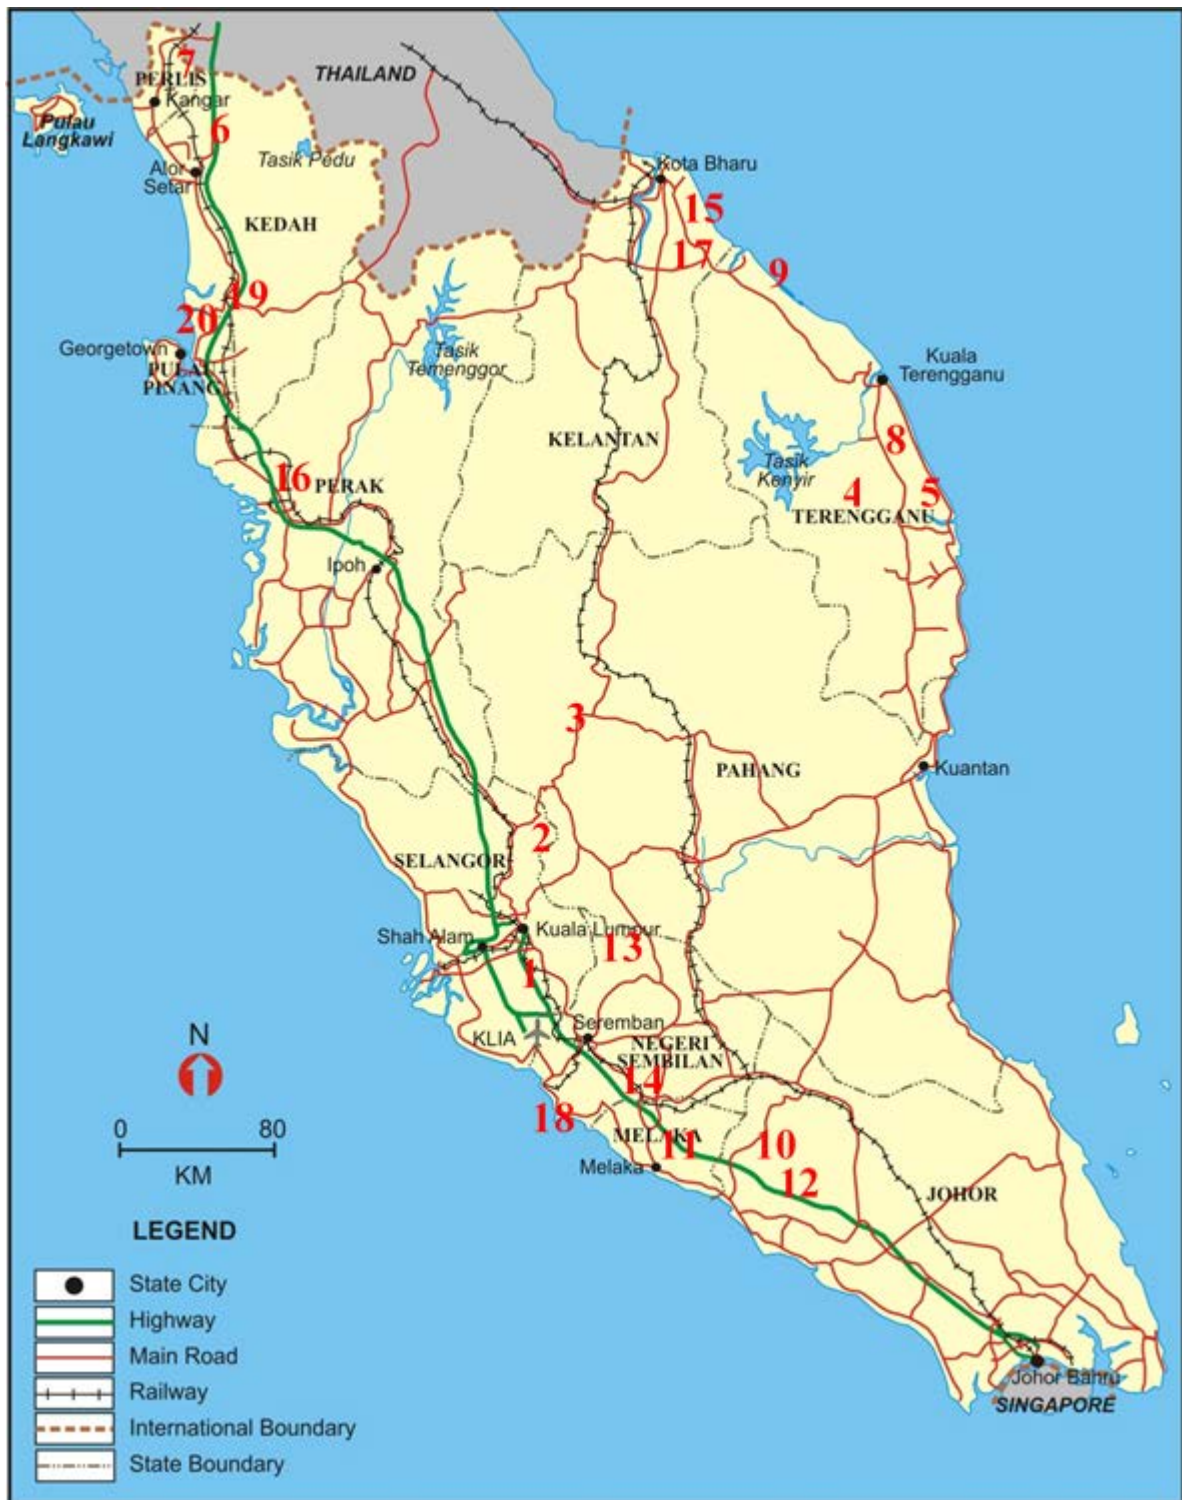 THAILAND
7
PERLIS
Kangar
Pulau
Langkawi
6
Tasik Pedu
Alor
Setar
KEDAH
Kota Bharu
15
17
9
19
20
Georgetown
PULAU
PINANG
Tasik
Temenggor
Kuala
Terengganu
KELANTAN
8
Tasik
Kenyir
4
5
TERENGGANU
16
PERAK
Ipoh
3
PAHANG
Kuantan
2
SELANGOR
Shah Alam
Kuala Lumpur
13
1
KLIA
Seremban
NEGERI
SEMBILAN
14
18
MELAKA
11
10
Melaka
12
JOHOR
Johor Bahru
SINGAPORE
N
0
80
KM
LEGEND
State City
Highway
Main Road
Railway
International Boundary
State Boundary